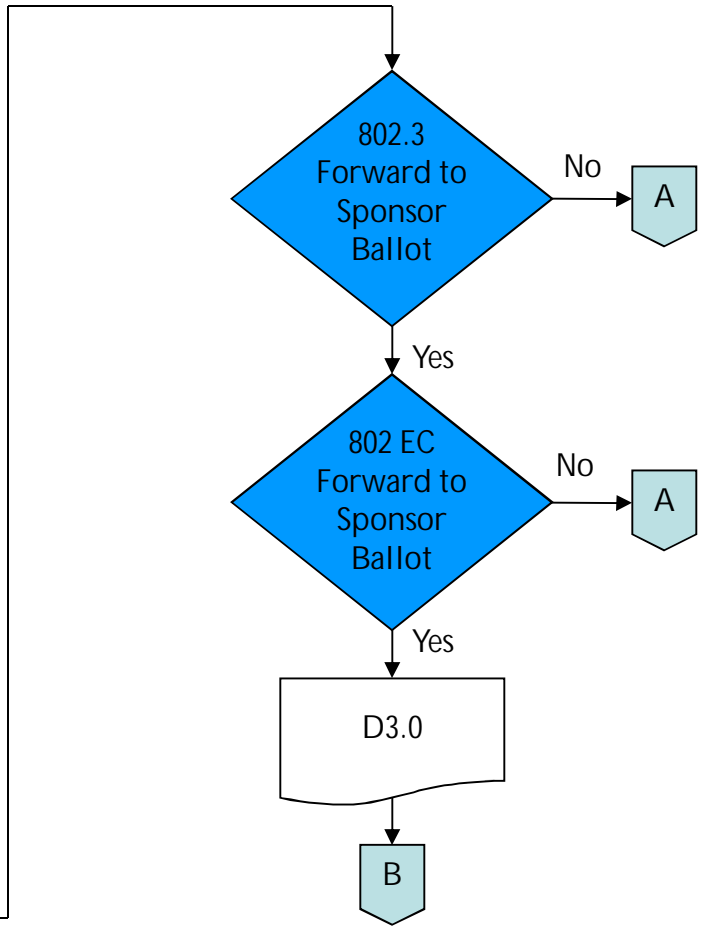 802.3
Forward to
Sponsor
Ballot
No
A
Yes
802 EC
Forward to
Sponsor
Ballot
No
A
Yes
D3.0
B